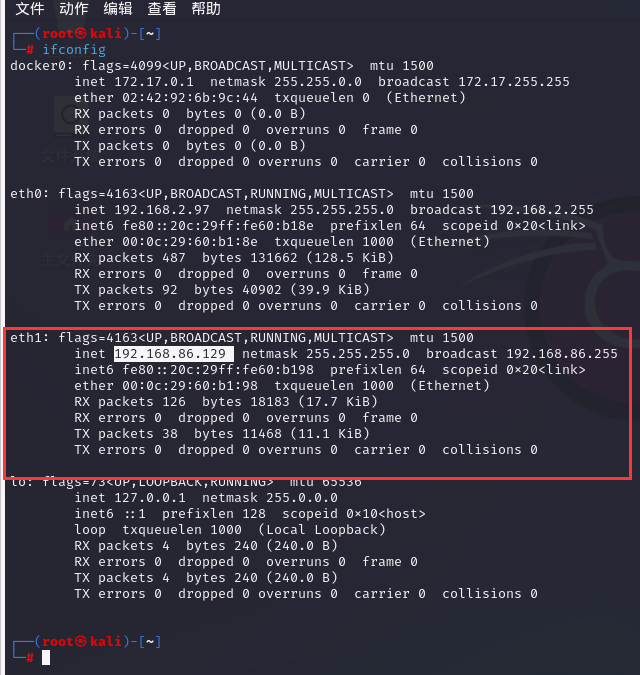 文件 动作 编辑 查看 帮助
┌──(root㉿kali)-[~]
└─# ifconfig
docker0: flags=4099<UP,BROADCAST,MULTICAST>  mtu 1500
        inet 172.17.0.1  netmask 255.255.0.0  broadcast 172.17.255.255
        ether 02:42:92:6b:9c:44  txqueuelen 0  (Ethernet)
        RX packets 0  bytes 0 (0.0 B)
        RX errors 0  dropped 0  overruns 0  frame 0
        TX packets 0  bytes 0 (0.0 B)
        TX errors 0  dropped 0 overruns 0  carrier 0  collisions 0
eth0: flags=4163<UP,BROADCAST,RUNNING,MULTICAST>  mtu 1500
        inet 192.168.2.97  netmask 255.255.255.0  broadcast 192.168.2.255
        inet6 fe80::20c:29ff:fe60:b18e  prefixlen 64  scopeid 0×20<link>
        ether 00:0c:29:60:b1:8e  txqueuelen 1000  (Ethernet)
        RX packets 487  bytes 131662 (128.5 KiB)
        RX errors 0  dropped 0  overruns 0  frame 0
        TX packets 92  bytes 40902 (39.9 KiB)
        TX errors 0  dropped 0 overruns 0  carrier 0  collisions 0
eth1: flags=4163<UP,BROADCAST,RUNNING,MULTICAST>  mtu 1500
        inet 192.168.86.129  netmask 255.255.255.0  broadcast 192.168.86.255
        inet6 fe80::20c:29ff:fe60:b198  prefixlen 64  scopeid 0×20<link>
        ether 00:0c:29:60:b1:98  txqueuelen 1000  (Ethernet)
        RX packets 126  bytes 18183 (17.7 KiB)
        RX errors 0  dropped 0  overruns 0  frame 0
        TX packets 38  bytes 11468 (11.1 KiB)
        TX errors 0  dropped 0 overruns 0  carrier 0  collisions 0
lo: flags=73<UP,LOOPBACK,RUNNING>  mtu 65536
        inet 127.0.0.1  netmask 255.0.0.0
        inet6 ::1  prefixlen 128  scopeid 0×10<host>
        loop  txqueuelen 1000  (Local Loopback)
        RX packets 4  bytes 240 (240.0 B)
        RX errors 0  dropped 0  overruns 0  frame 0
        TX packets 4  bytes 240 (240.0 B)
        TX errors 0  dropped 0 overruns 0  carrier 0  collisions 0
┌──(root㉿kali)-[~]
└─#